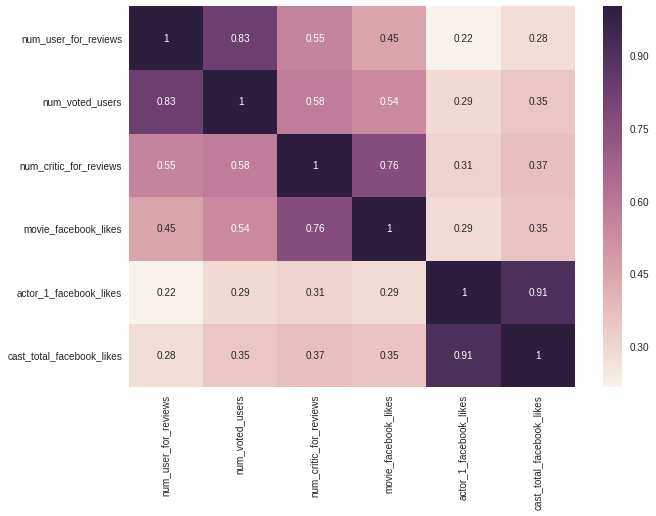 num_user_for_reviews 1 0.83 0.55 0.45 0.22 0.28
num_voted_users 0.83 1 0.58 0.54 0.29 0.35
num_critic_for_reviews 0.55 0.58 1 0.76 0.31 0.37
movie_facebook_likes 0.45 0.54 0.76 1 0.29 0.35
actor_1_facebook_likes 0.22 0.29 0.31 0.29 1 0.91
cast_total_facebook_likes 0.28 0.35 0.37 0.35 0.91 1
num_user_for_reviews
num_voted_users
num_critic_for_reviews
movie_facebook_likes
actor_1_facebook_likes
cast_total_facebook_likes
0.90
0.75
0.60
0.45
0.30